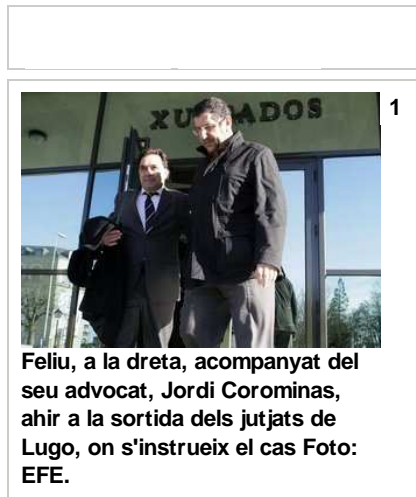 XULGADOS
1
Feliu, a la dreta, acompanyat del
seu advocat, Jordi Corominas,
ahir a la sortida dels jutjats de
Lugo, on s'instrueix el cas Foto:
EFE.